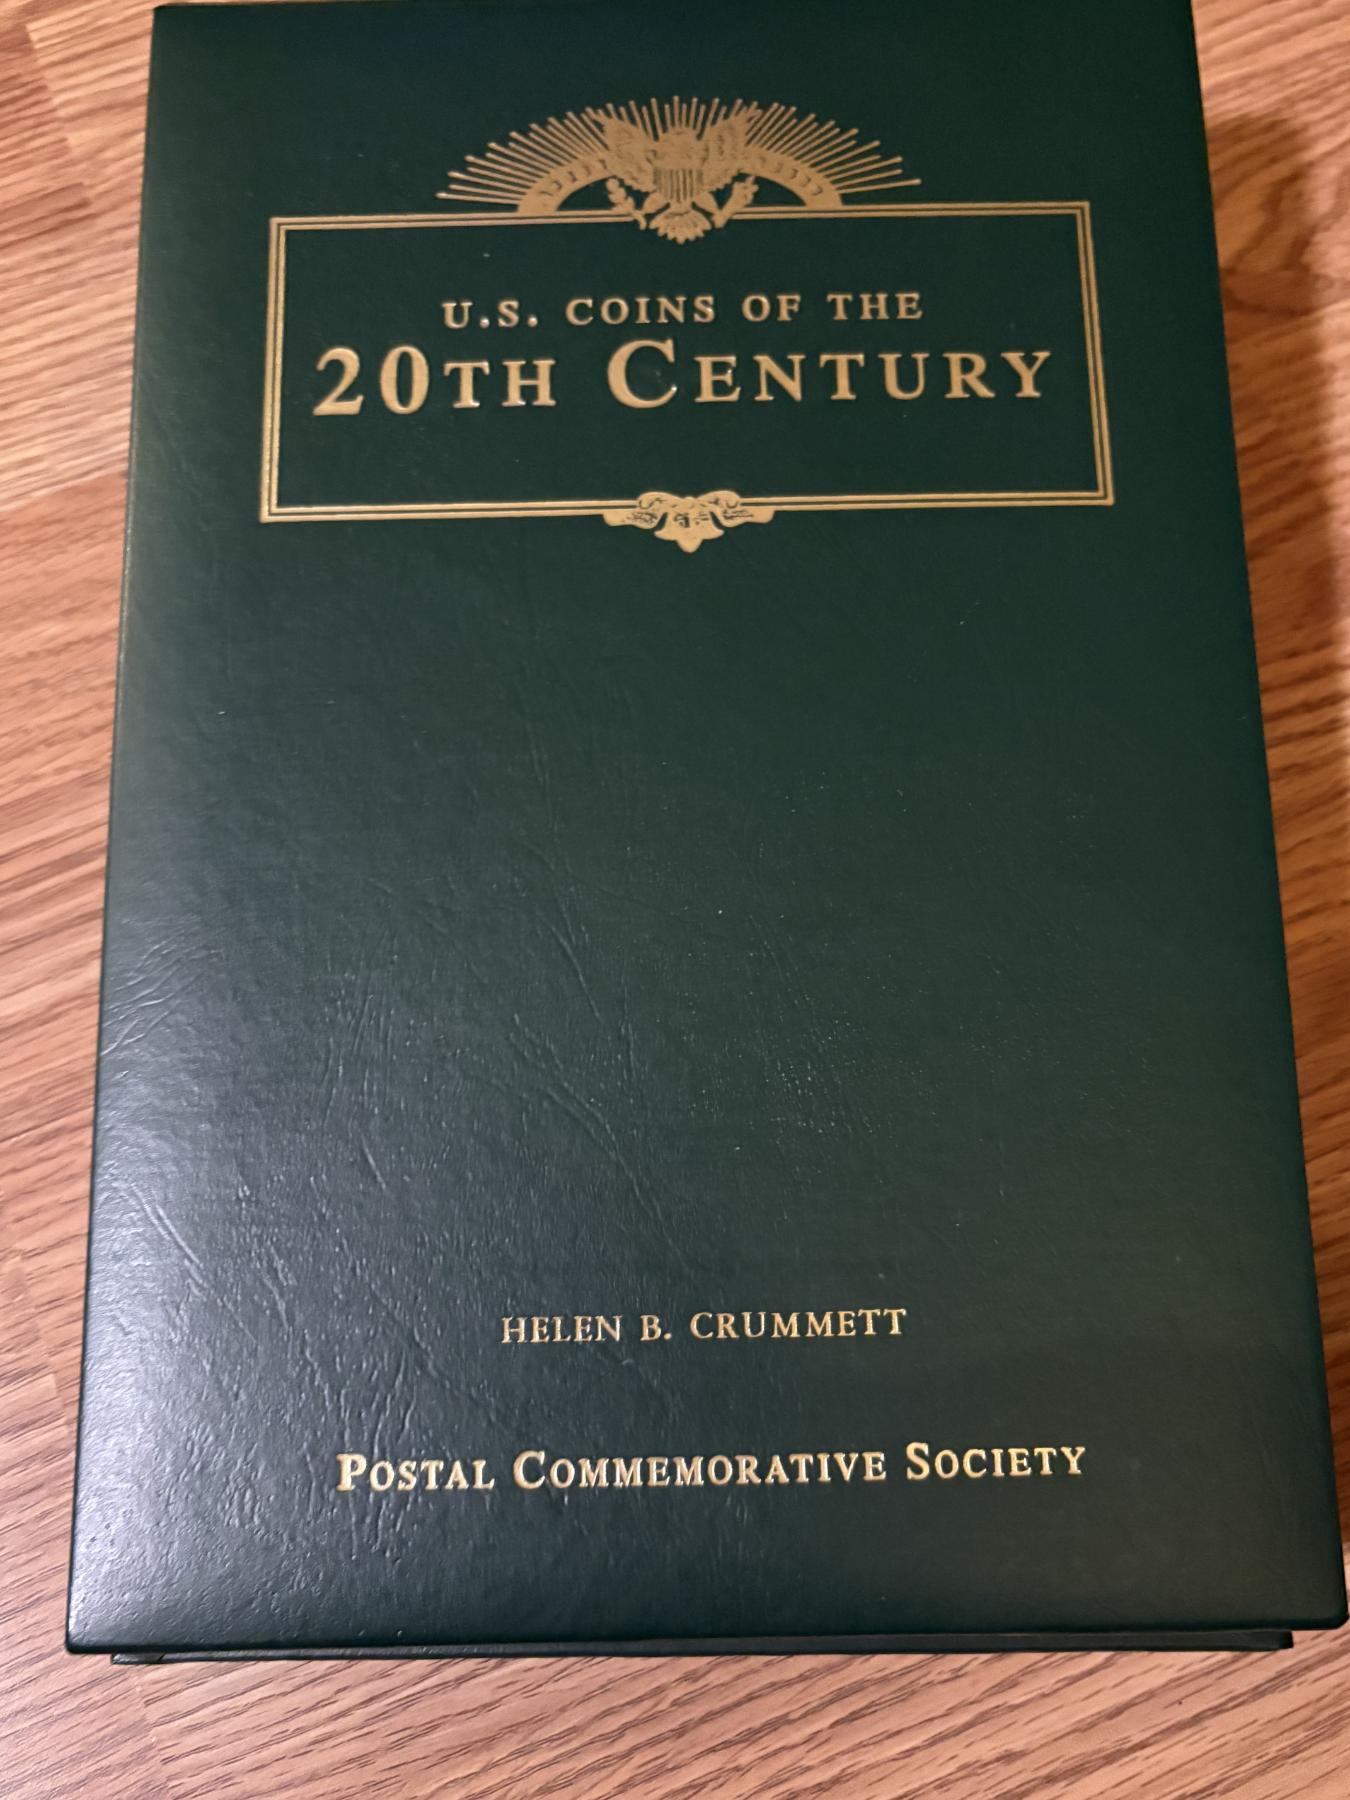 U.S. COINS OF THE
20TH CENTURY
HELEN B. CRUMMETT
POSTAL COMMEMORATIVE SOCIETY